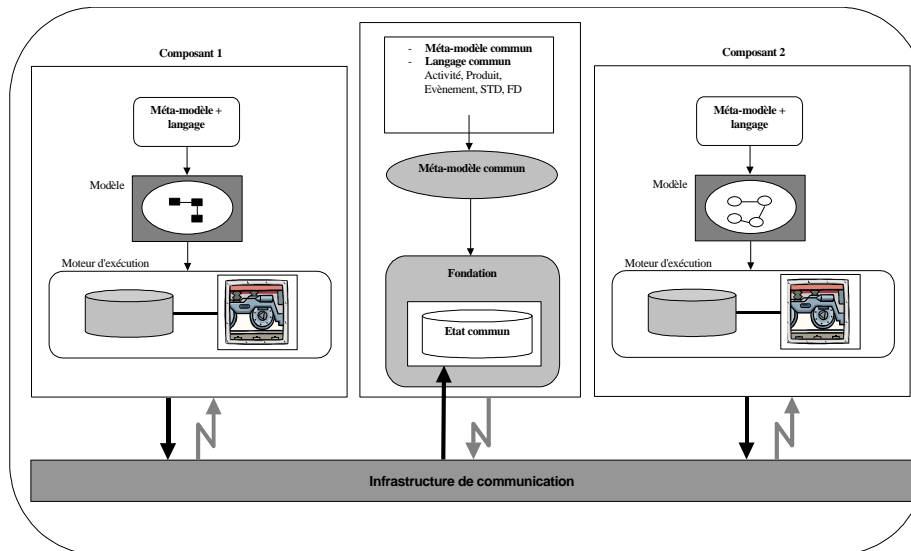 Composant 1
Méta-modèle +
langage
Modèle
Moteur d'exécution
- Méta-modèle commun
- Langage commun
Activité, Produit,
Evènement, STD, FD
Méta-modèle commun
Fondation
Etat commun
Composant 2
Méta-modèle +
langage
Modèle
Moteur d'exécution
Infrastructure de communication